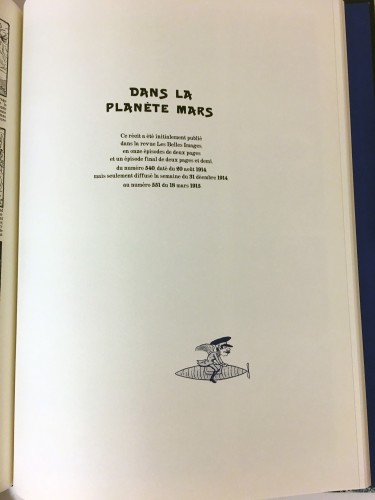 DANS LA
PLANÈTE MARS
Ce récit a été initialement publié
dans la revue Les Belles Images
en onze épisodes de deux pages
et un épisode final de deux pages et demi,
du numéro 540, daté du 20 août 1914
mais seulement diffusé la semaine du 31 décembre 1914,
au numéro 551 du 18 mars 1915.